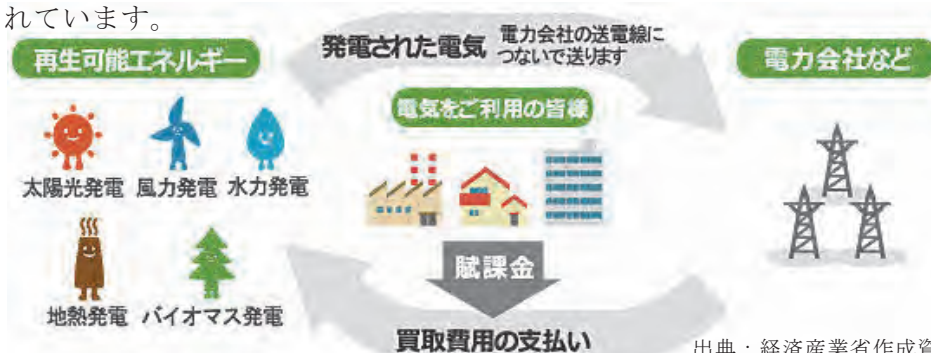 れています。
再生可能エネルギー
発電された電気
電力会社の送電線に
つないで送ります
電力会社など
電気をご利用の皆様
太陽光発電 風力発電 水力発電
地熱発電 バイオマス発電
賦課金
買取費用の支払い
出典：経済産業省作成資